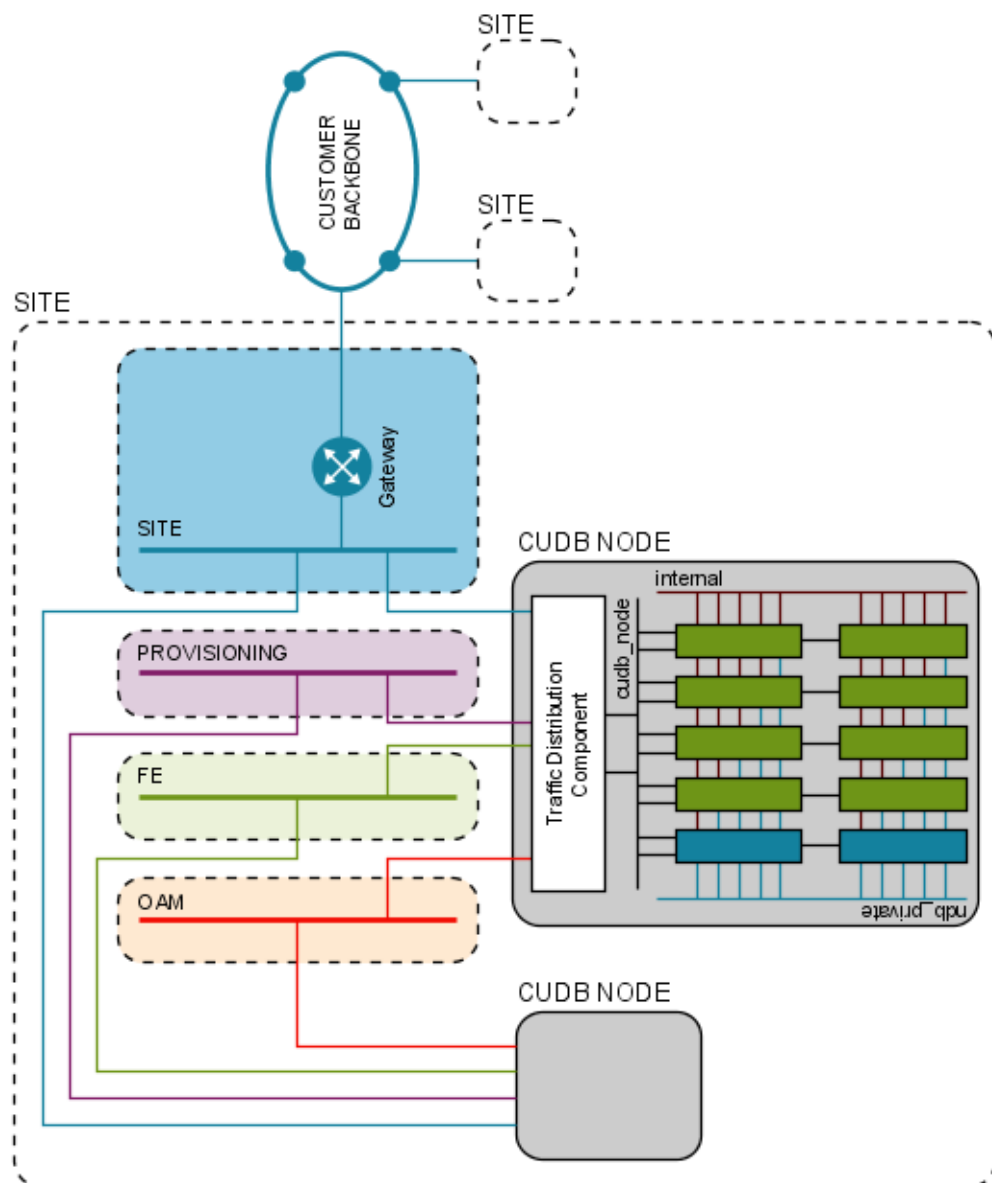 SITE
CUSTOMER
BACKBONE
SITE
SITE
Gateway
SITE
CUDB NODE
internal
cudb_node
PROVISIONING
Traffic Distribution
Component
FE
OAM
ndb_private
CUDB NODE